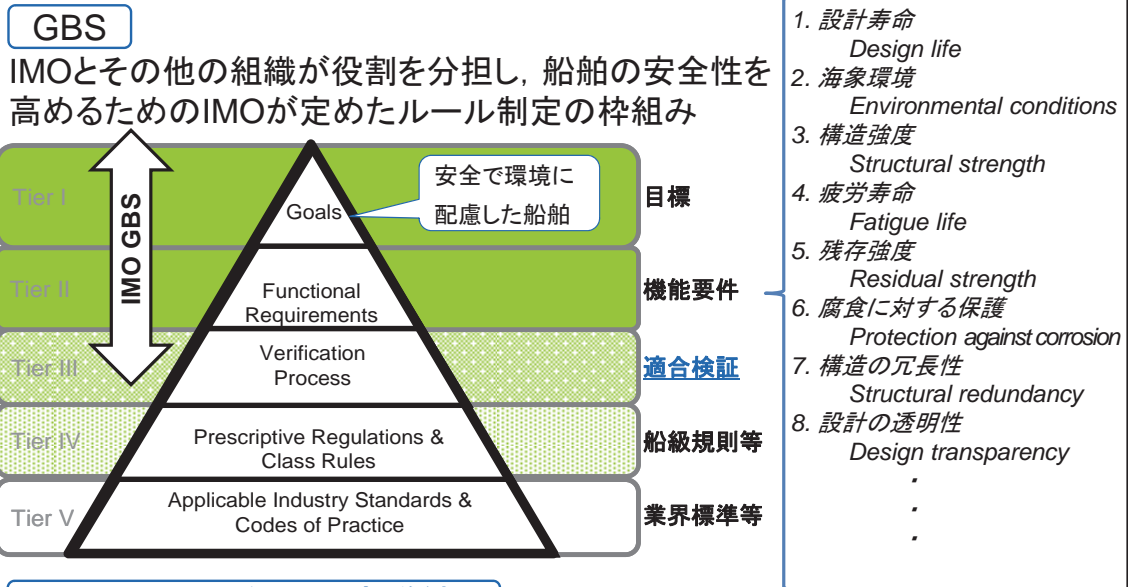 GBS
IMOとその他の組織が役割を分担し，船舶の安全性を
高めるためのIMOが定めたルール制定の枠組み
IMO GBS
Tier I
Goals
安全で環境に
配慮した船舶
目標
Tier II
Functional
Requirements
機能要件
Tier III
Verification
Process
適合検証
Tier IV
Prescriptive Regulations &
Class Rules
船級規則等
Tier V
Applicable Industry Standards &
Codes of Practice
業界標準等
1. 設計寿命
Design life
2. 海象環境
Environmental conditions
3. 構造強度
Structural strength
4. 疲労寿命
Fatigue life
5. 残存強度
Residual strength
6. 腐食に対する保護
Protection against corrosion
7. 構造の冗長性
Structural redundancy
8. 設計の透明性
Design transparency
・
・
・